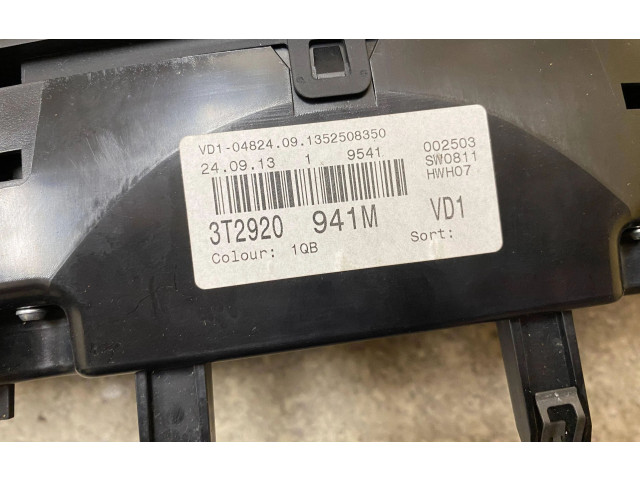 VD1-04824.09.1352508350
24.09.13 1 9541 002503
SW0811
HWH07
3T2920 941M VD1
Colour: 1QB Sort: